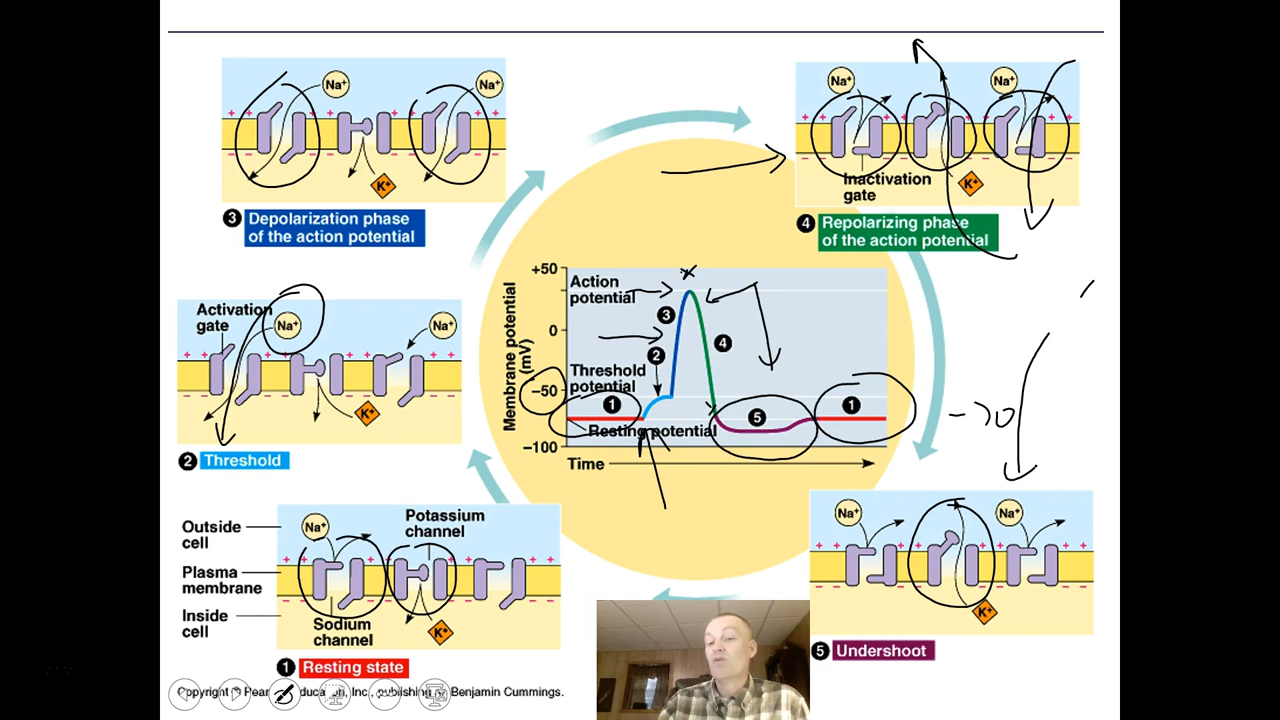 Na⁺
Na⁺
K⁺
3 Depolarization phase
of the action potential
Na⁺
Na⁺
Inactivation
gate
K⁺
4 Repolarizing phase
of the action potential
Activation
gate
Na⁺
Na⁺
K⁺
2 Threshold
Membrane potential
(mV)
+50
Action
potential
3
0
2
4
Threshold
potential
−50
1
5
1
Resting potential
−100
Time
-70
Outside
cell
Plasma
membrane
Inside
cell
Na⁺
Potassium
channel
Sodium
channel
K⁺
1 Resting state
Na⁺
Na⁺
K⁺
5 Undershoot
Benjamin Cummings.